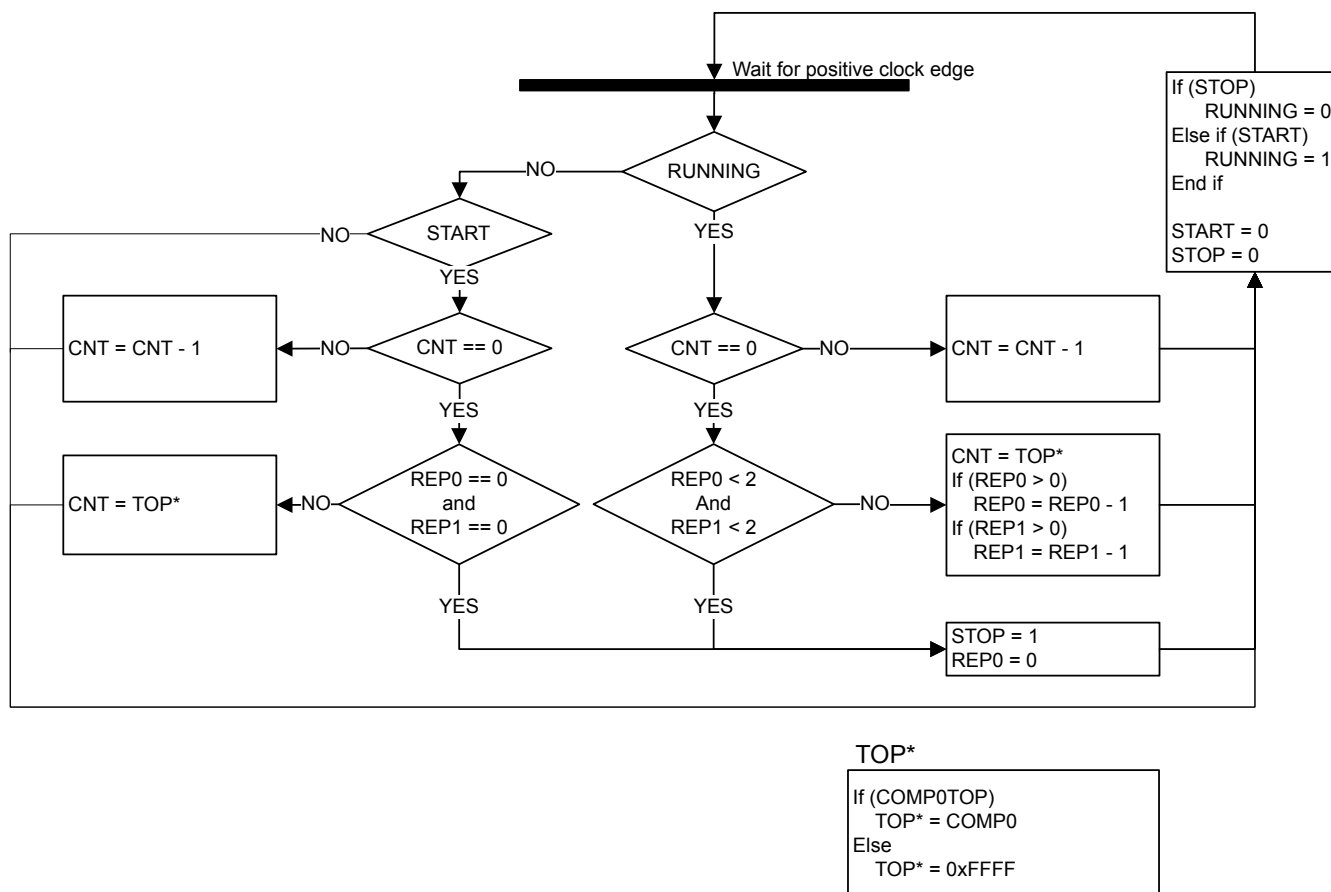 Wait for positive clock edge
If (STOP)
RUNNING = 0
Else if (START)
RUNNING = 1
End if
START = 0
STOP = 0
RUNNING
NO
YES
START
NO
YES
CNT == 0
NO
YES
CNT = CNT - 1
CNT == 0
NO
YES
CNT = CNT - 1
REP0 == 0
and
REP1 == 0
NO
YES
CNT = TOP*
REP0 < 2
And
REP1 < 2
NO
YES
CNT = TOP*
If (REP0 > 0)
REP0 = REP0 - 1
If (REP1 > 0)
REP1 = REP1 - 1
STOP = 1
REP0 = 0
TOP*
If (COMP0TOP)
TOP* = COMP0
Else
TOP* = 0xFFFF